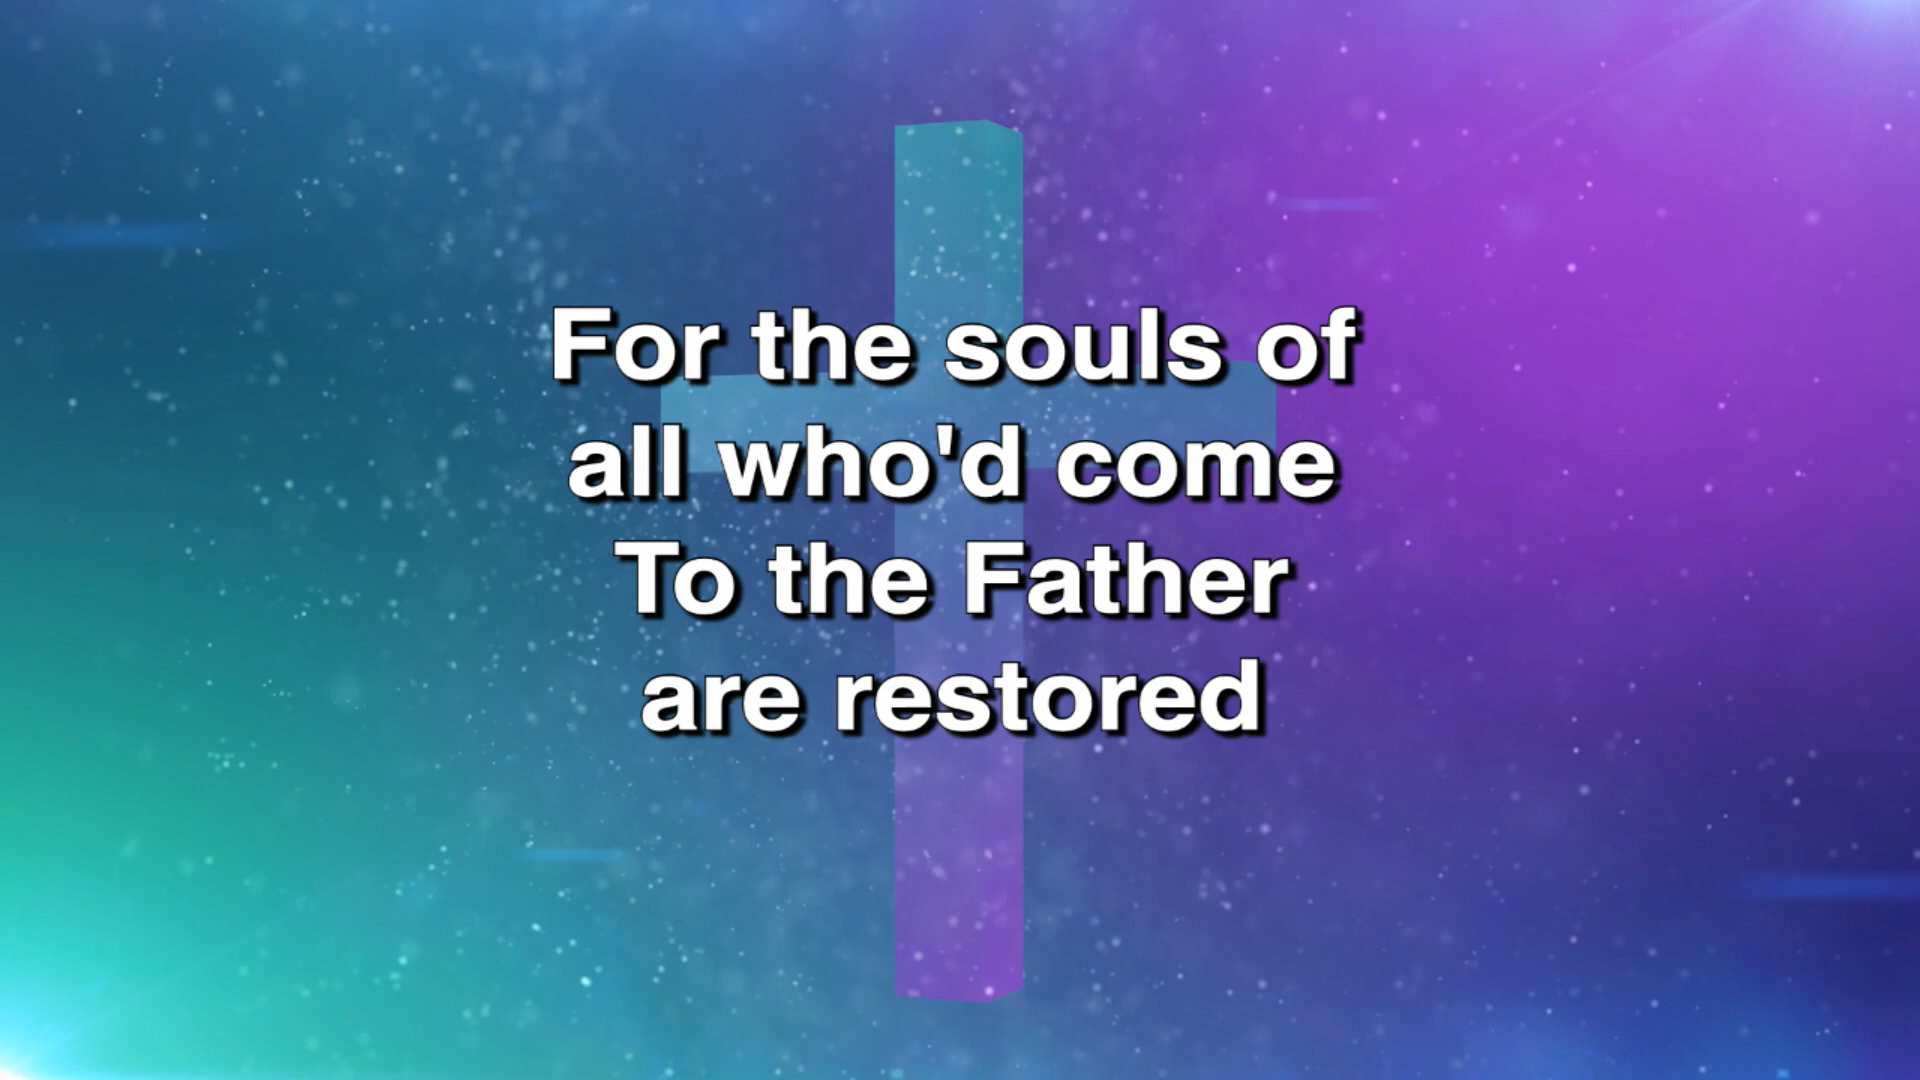 For the souls of
all who'd come
To the Father
are restored